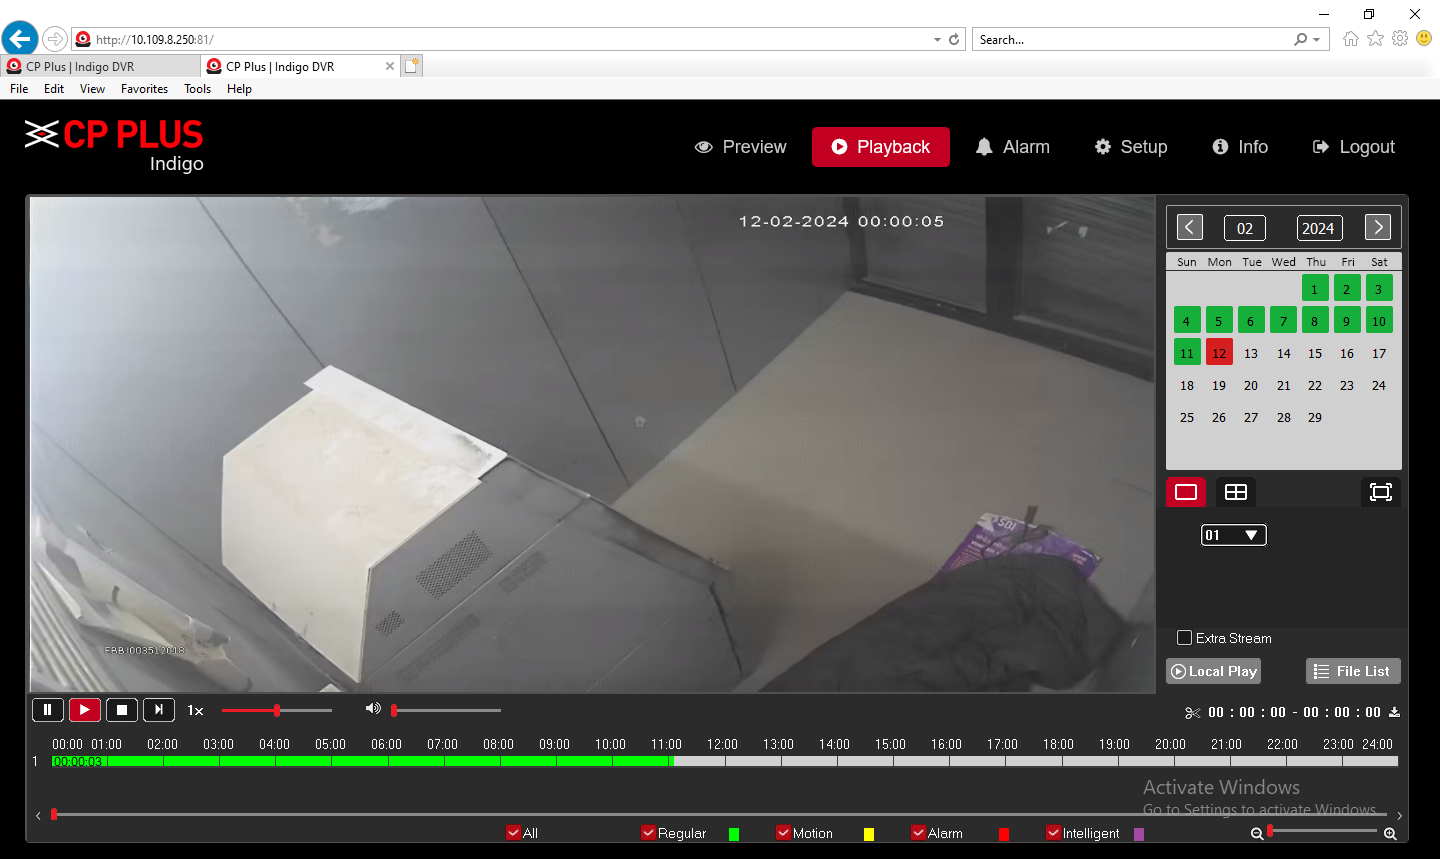 http://10.109.8.250:81/
Search...
CP Plus | Indigo DVR
CP Plus | Indigo DVR
File Edit View Favorites Tools Help
CP PLUS
Indigo
Preview Playback Alarm Setup Info Logout
12-02-2024 00:00:05
02 2024
Sun Mon Tue Wed Thu Fri Sat
1 2 3
4 5 6 7 8 9 10
11 12 13 14 15 16 17
18 19 20 21 22 23 24
25 26 27 28 29
01
Extra Stream
Local Play File List
1x
00 : 00 : 00 - 00 : 00 : 00
00:00 01:00 02:00 03:00 04:00 05:00 06:00 07:00 08:00 09:00 10:00 11:00 12:00 13:00 14:00 15:00 16:00 17:00 18:00 19:00 20:00 21:00 22:00 23:00 24:00
1 00:00:03
Activate Windows
Go to Settings to activate Windows.
All Regular Motion Alarm Intelligent